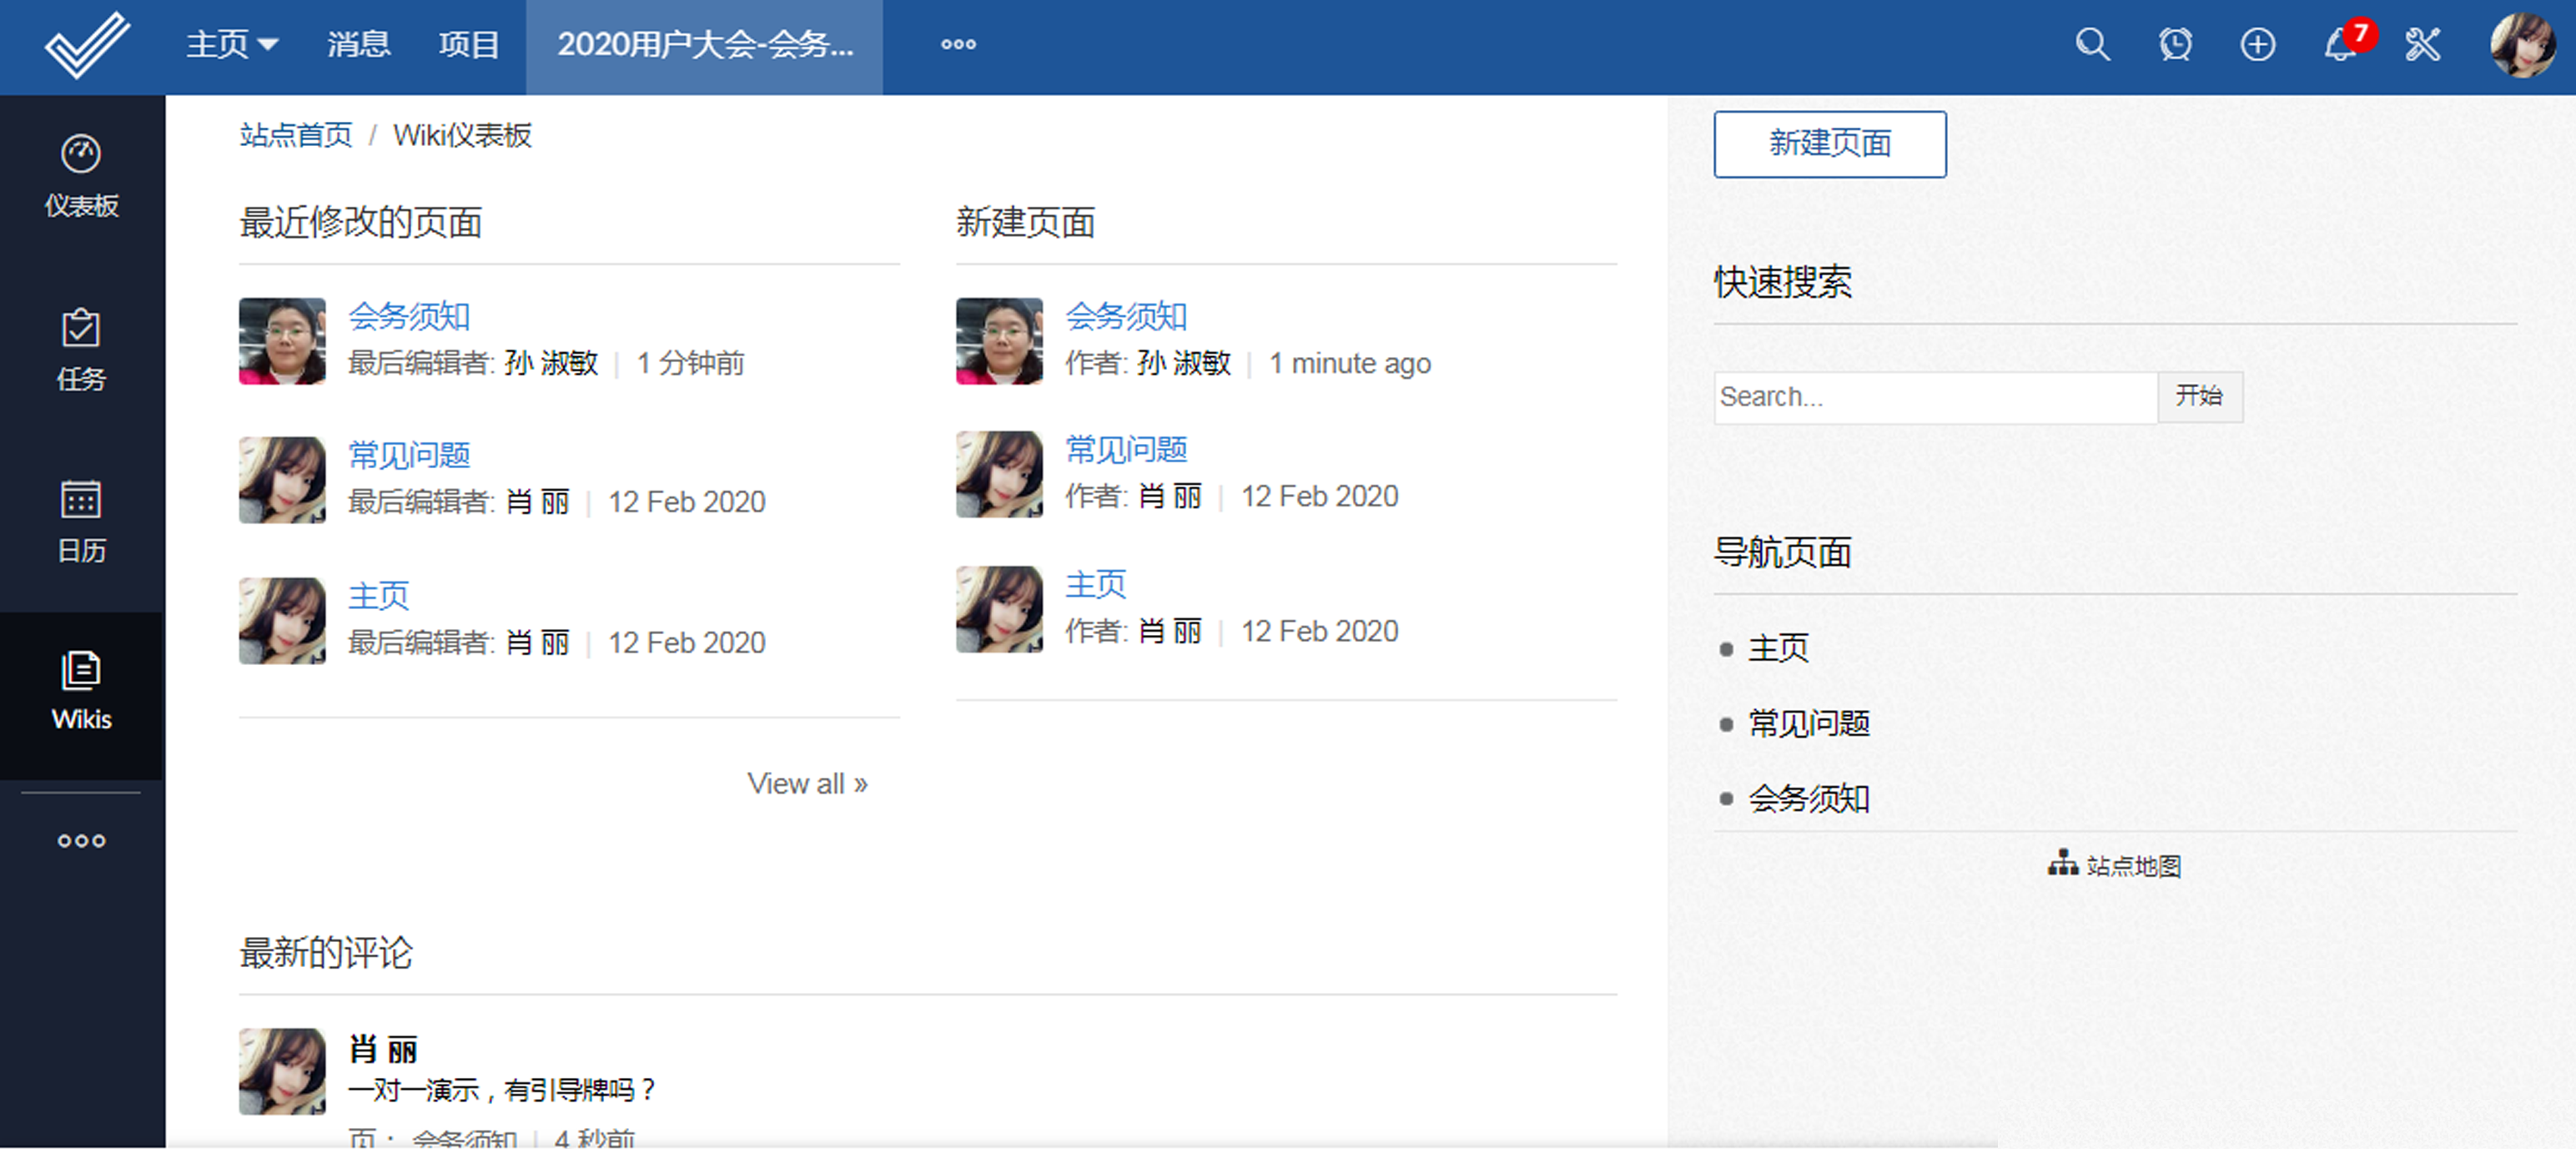 主页 消息 项目 2020用户大会-会务... 7
仪表板
任务
日历
Wikis
站点首页 / Wiki仪表板
最近修改的页面
会务须知
最后编辑者: 孙 淑敏 | 1 分钟前
常见问题
最后编辑者: 肖 丽 | 12 Feb 2020
主页
最后编辑者: 肖 丽 | 12 Feb 2020
View all »
新建页面
会务须知
作者: 孙 淑敏 | 1 minute ago
常见问题
作者: 肖 丽 | 12 Feb 2020
主页
作者: 肖 丽 | 12 Feb 2020
最新的评论
肖 丽
一对一演示，有引导牌吗？
页： 会务须知 | 4 秒前
新建页面
快速搜索
Search... 开始
导航页面
主页
常见问题
会务须知
站点地图